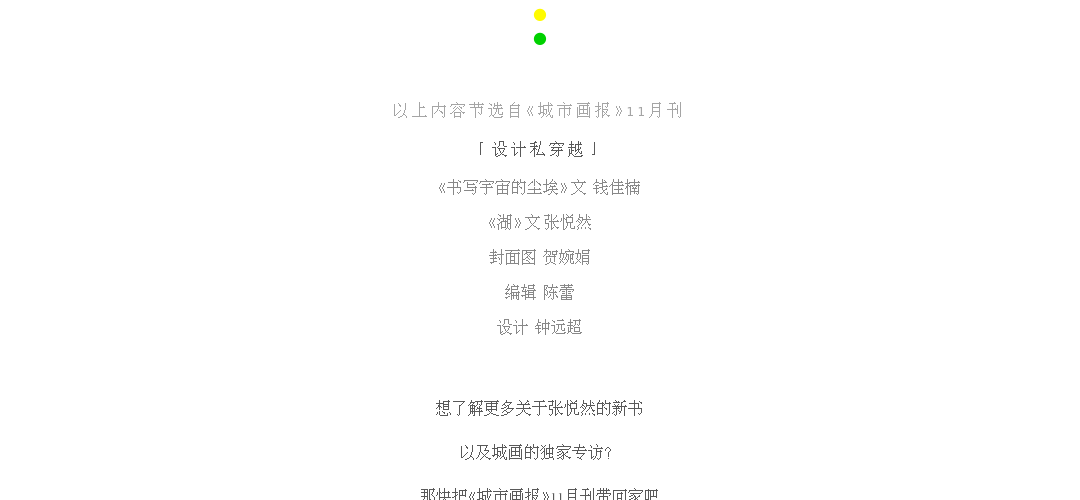 以上内容节选自《城市画报》11月刊
「设计私穿越」
《书写宇宙的尘埃》文 钱佳楠
《湖》文张悦然
封面图 贺婉娟
编辑 陈蕾
设计 钟远超
想了解更多关于张悦然的新书
以及城画的独家专访？
那快把《城市画报》11月刊带回家吧